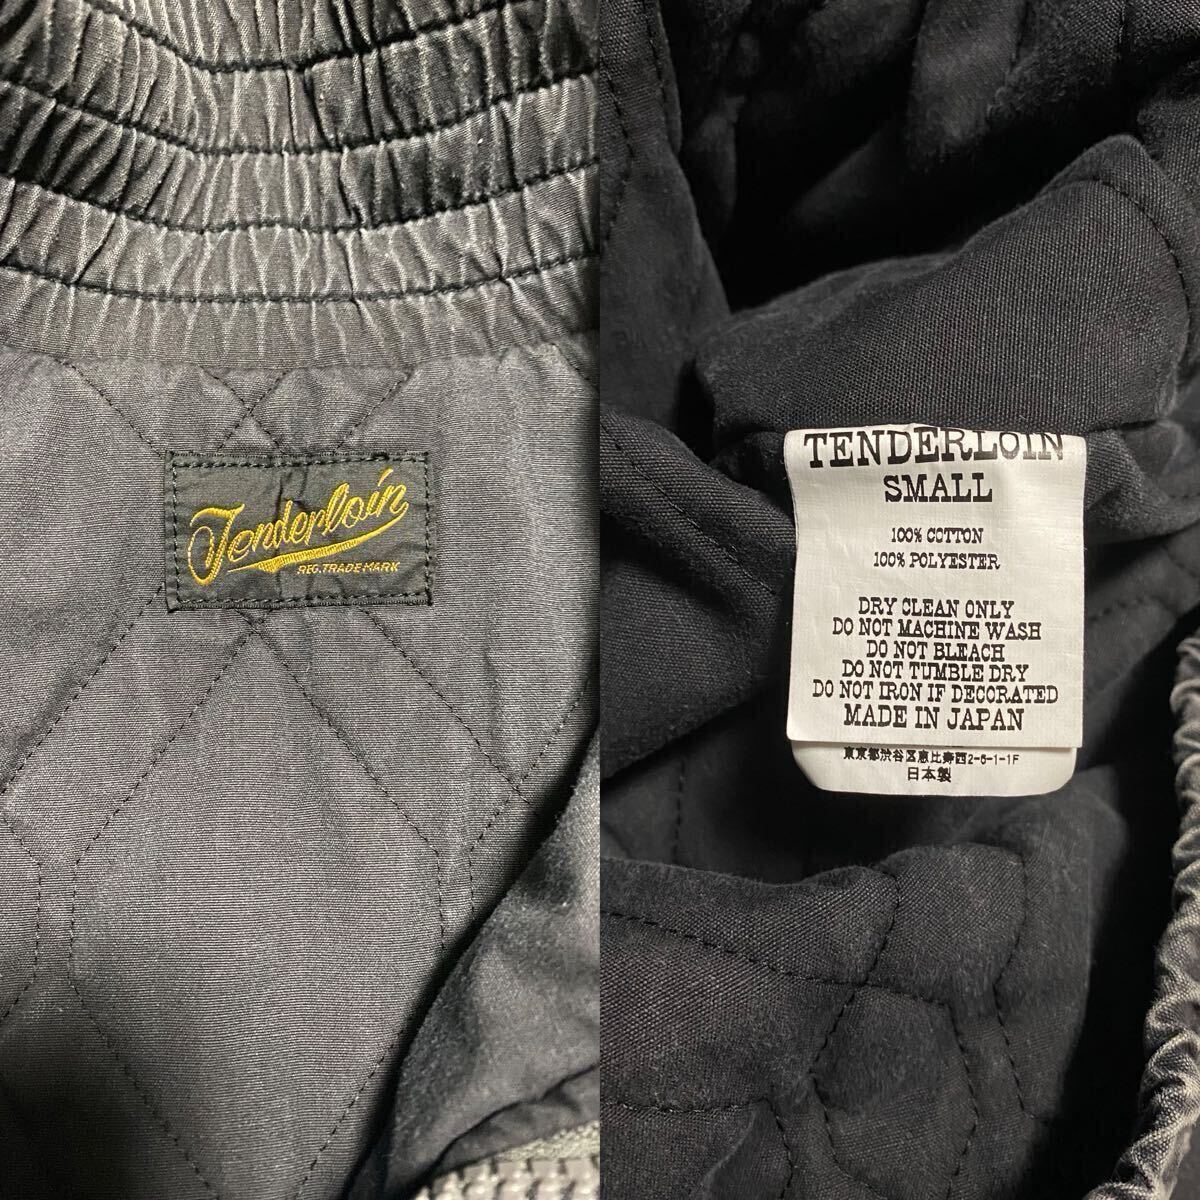 Tenderloin
REG. TRADE MARK
TENDERLOIN
SMALL
100% COTTON
100% POLYESTER
DRY CLEAN ONLY
DO NOT MACHINE WASH
DO NOT BLEACH
DO NOT TUMBLE DRY
DO NOT IRON IF DECORATED
MADE IN JAPAN
東京都渋谷区恵比寿西2-6-1-1F
日本製